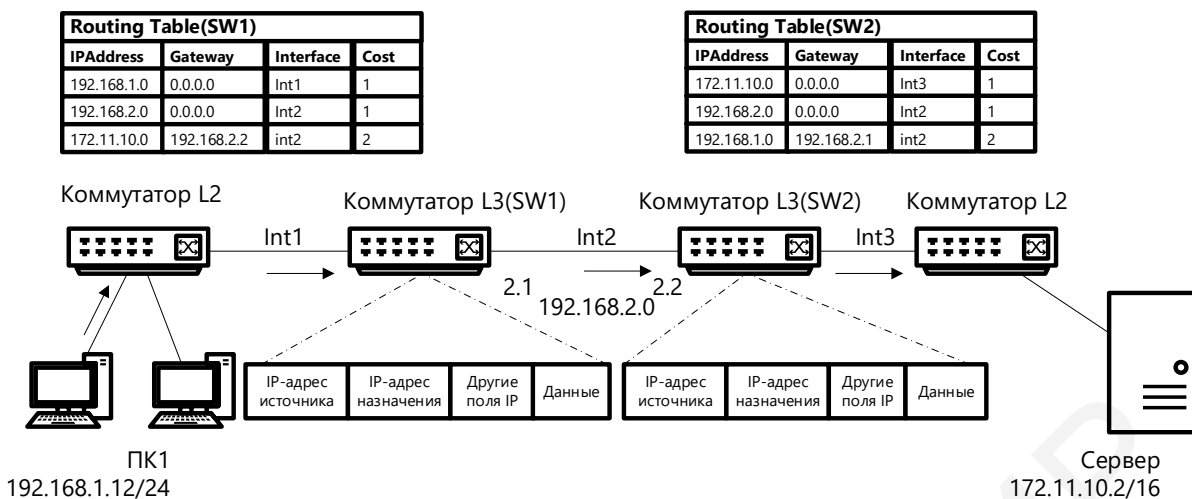 Routing Table(SW1)
IPAddress Gateway Interface Cost
192.168.1.0 0.0.0.0 Int1 1
192.168.2.0 0.0.0.0 Int2 1
172.11.10.0 192.168.2.2 int2 2
Routing Table(SW2)
IPAddress Gateway Interface Cost
172.11.10.0 0.0.0.0 Int3 1
192.168.2.0 0.0.0.0 Int2 1
192.168.1.0 192.168.2.1 int2 2
Коммутатор L2
Коммутатор L3(SW1)
Коммутатор L3(SW2)
Коммутатор L2
Int1
Int2
Int3
2.1
2.2
192.168.2.0
IP-адрес
источника
IP-адрес
назначения
Другие
поля IP
Данные
IP-адрес
источника
IP-адрес
назначения
Другие
поля IP
Данные
ПК1
192.168.1.12/24
Сервер
172.11.10.2/16